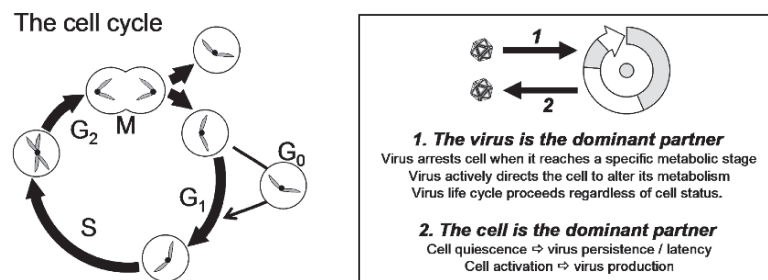 The cell cycle
G2
M
G0
G1
S
1
2
1. The virus is the dominant partner
Virus arrests cell when it reaches a specific metabolic stage
Virus actively directs the cell to alter its metabolism
Virus life cycle proceeds regardless of cell status.
2. The cell is the dominant partner
Cell quiescence ⇨ virus persistence / latency
Cell activation ⇨ virus production